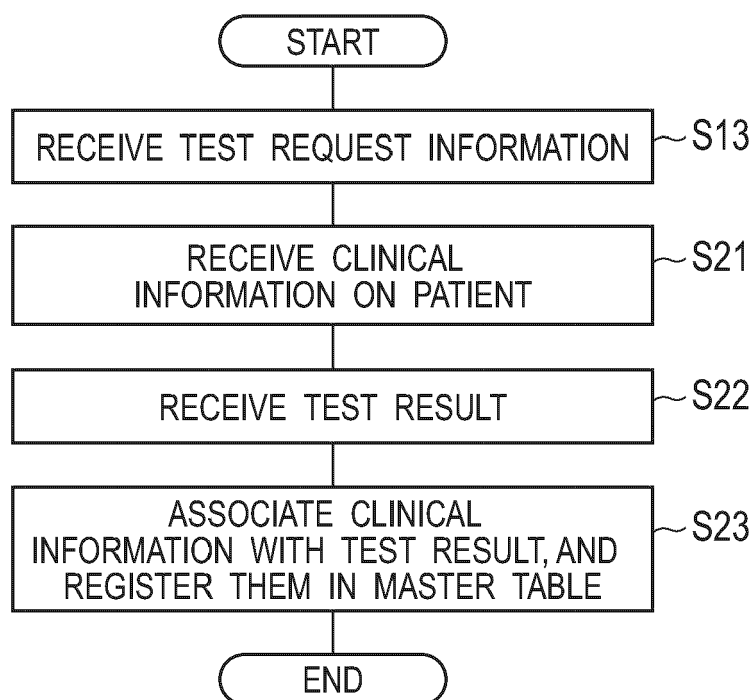 START
RECEIVE TEST REQUEST INFORMATION
S13
RECEIVE CLINICAL
INFORMATION ON PATIENT
S21
RECEIVE TEST RESULT
S22
ASSOCIATE CLINICAL
INFORMATION WITH TEST RESULT, AND
REGISTER THEM IN MASTER TABLE
S23
END